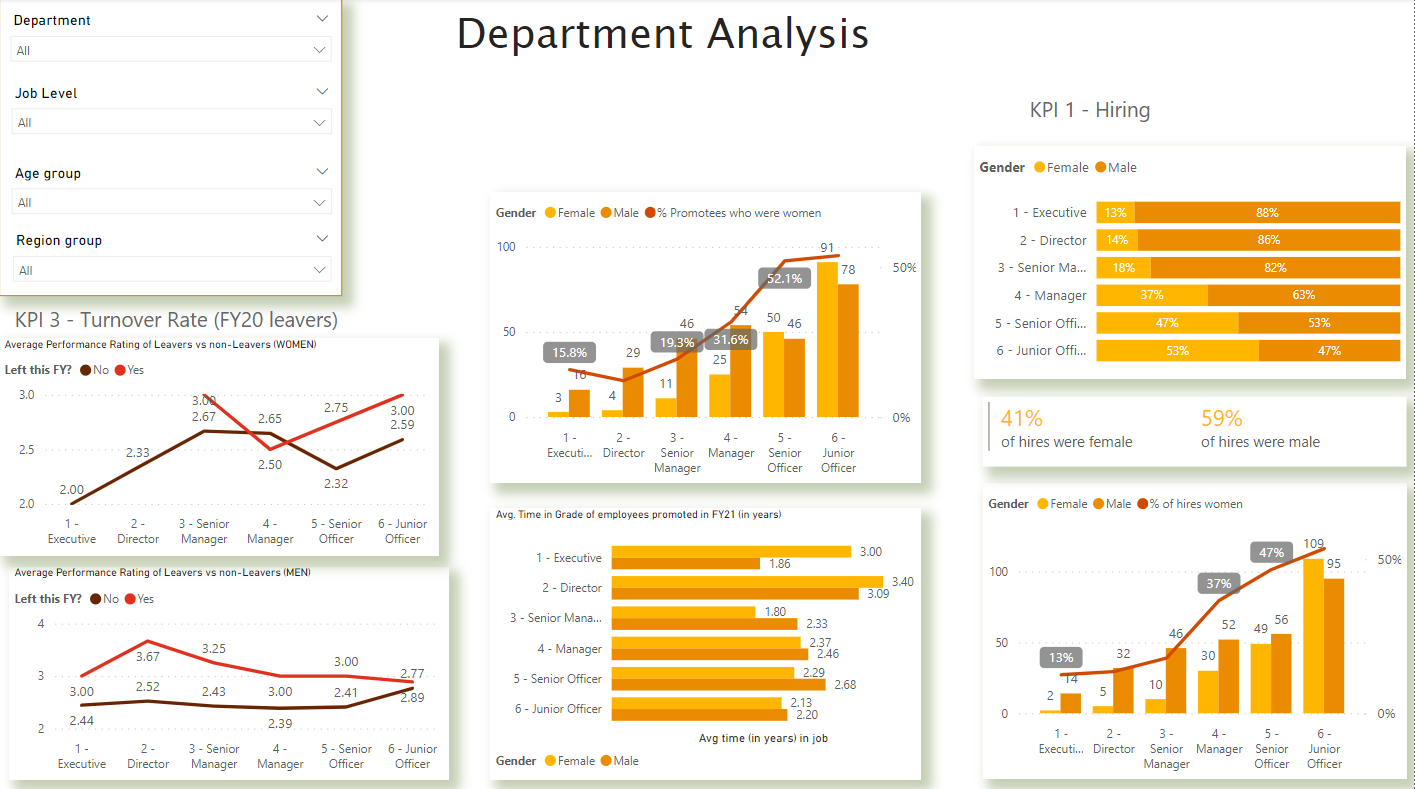 Department Analysis
Department
All
Job Level
All
Age group
All
Region group
All
KPI 3 - Turnover Rate (FY20 leavers)
Average Performance Rating of Leavers vs non-Leavers (WOMEN)
Left this FY? No Yes
3.0
2.5
2.0
2.00
2.33
3.00
2.67
2.65
2.50
2.75
2.32
3.00
2.59
1 - Executive
2 - Director
3 - Senior Manager
4 - Manager
5 - Senior Officer
6 - Junior Officer
Average Performance Rating of Leavers vs non-Leavers (MEN)
Left this FY? No Yes
4
3
2
3.00
2.44
3.67
2.52
3.25
2.43
3.00
2.39
3.00
2.41
2.77
2.89
1 - Executive
2 - Director
3 - Senior Manager
4 - Manager
5 - Senior Officer
6 - Junior Officer
Gender Female Male % Promotees who were women
100
50
0
50%
0%
15.8%
3
16
4
29
19.3%
11
46
31.6%
25
54
52.1%
50
46
91
78
1 - Executi...
2 - Director
3 - Senior Manager
4 - Manager
5 - Senior Officer
6 - Junior Officer
Avg. Time in Grade of employees promoted in FY21 (in years)
1 - Executive 3.00 1.86
2 - Director 3.40 3.09
3 - Senior Mana... 1.80 2.33
4 - Manager 2.37 2.46
5 - Senior Officer 2.29 2.68
6 - Junior Officer 2.13 2.20
Avg time (in years) in job
Gender Female Male
KPI 1 - Hiring
Gender Female Male
1 - Executive 13% 88%
2 - Director 14% 86%
3 - Senior Ma... 18% 82%
4 - Manager 37% 63%
5 - Senior Offi... 47% 53%
6 - Junior Offi... 53% 47%
41% 59%
of hires were female of hires were male
Gender Female Male % of hires women
100
50
0
50%
0%
13%
2
14
5
32
10
46
37%
30
52
47%
49
56
109
95
1 - Executi...
2 - Director
3 - Senior Manager
4 - Manager
5 - Senior Officer
6 - Junior Officer